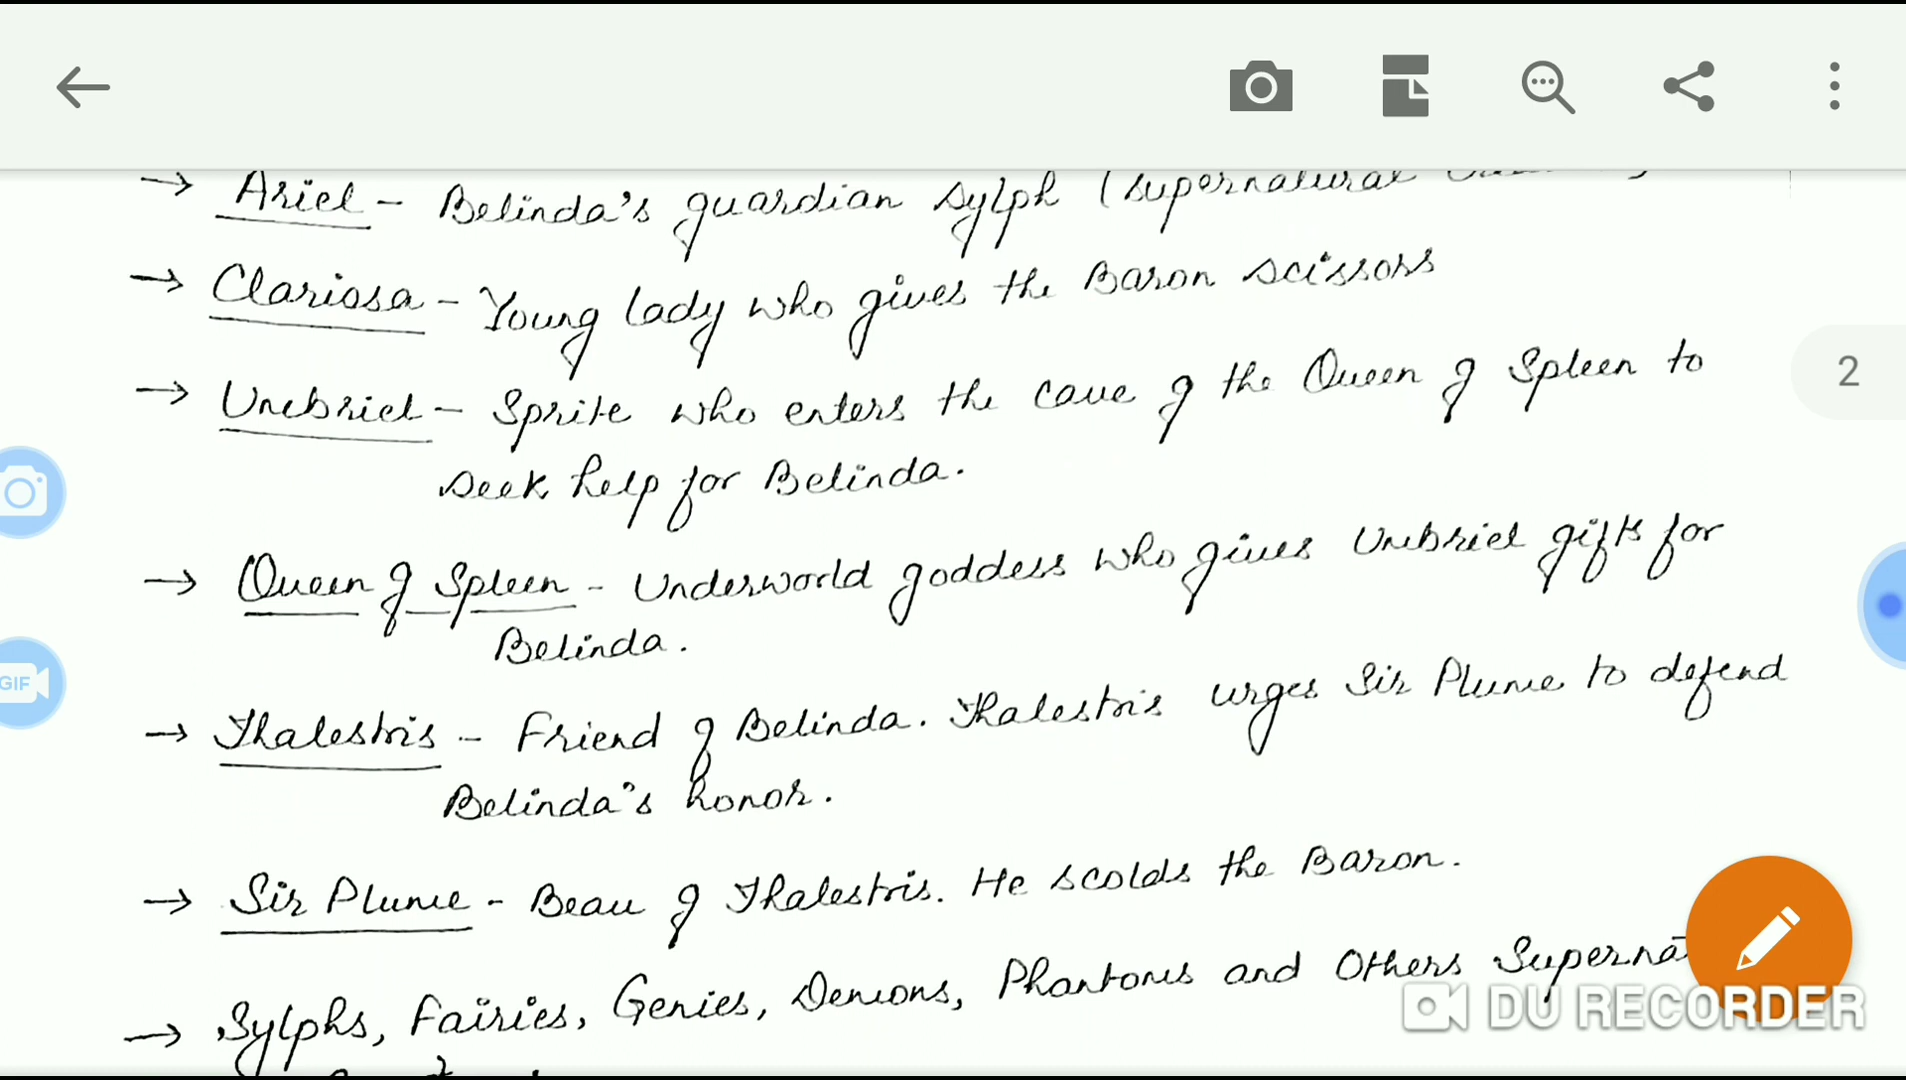 → Ariel - Belinda's guardian sylph (supernatural
→ Clariosa - Young lady who gives the Baron scissors
2
→ Umbriel - Sprite who enters the cave of the Queen of Spleen to
seek help for Belinda.
→ Queen of Spleen - Underworld goddess who gives Umbriel gifts for
Belinda.
GIF
→ Thalestris - Friend of Belinda. Thalestris urges Sir Plume to defend
Belinda's honor.
→ Sir Plume - Beau of Thalestris. He scolds the Baron.
→ Sylphs, Fairies, Genies, Demons, Phantoms and Others Superna
DU RECORDER